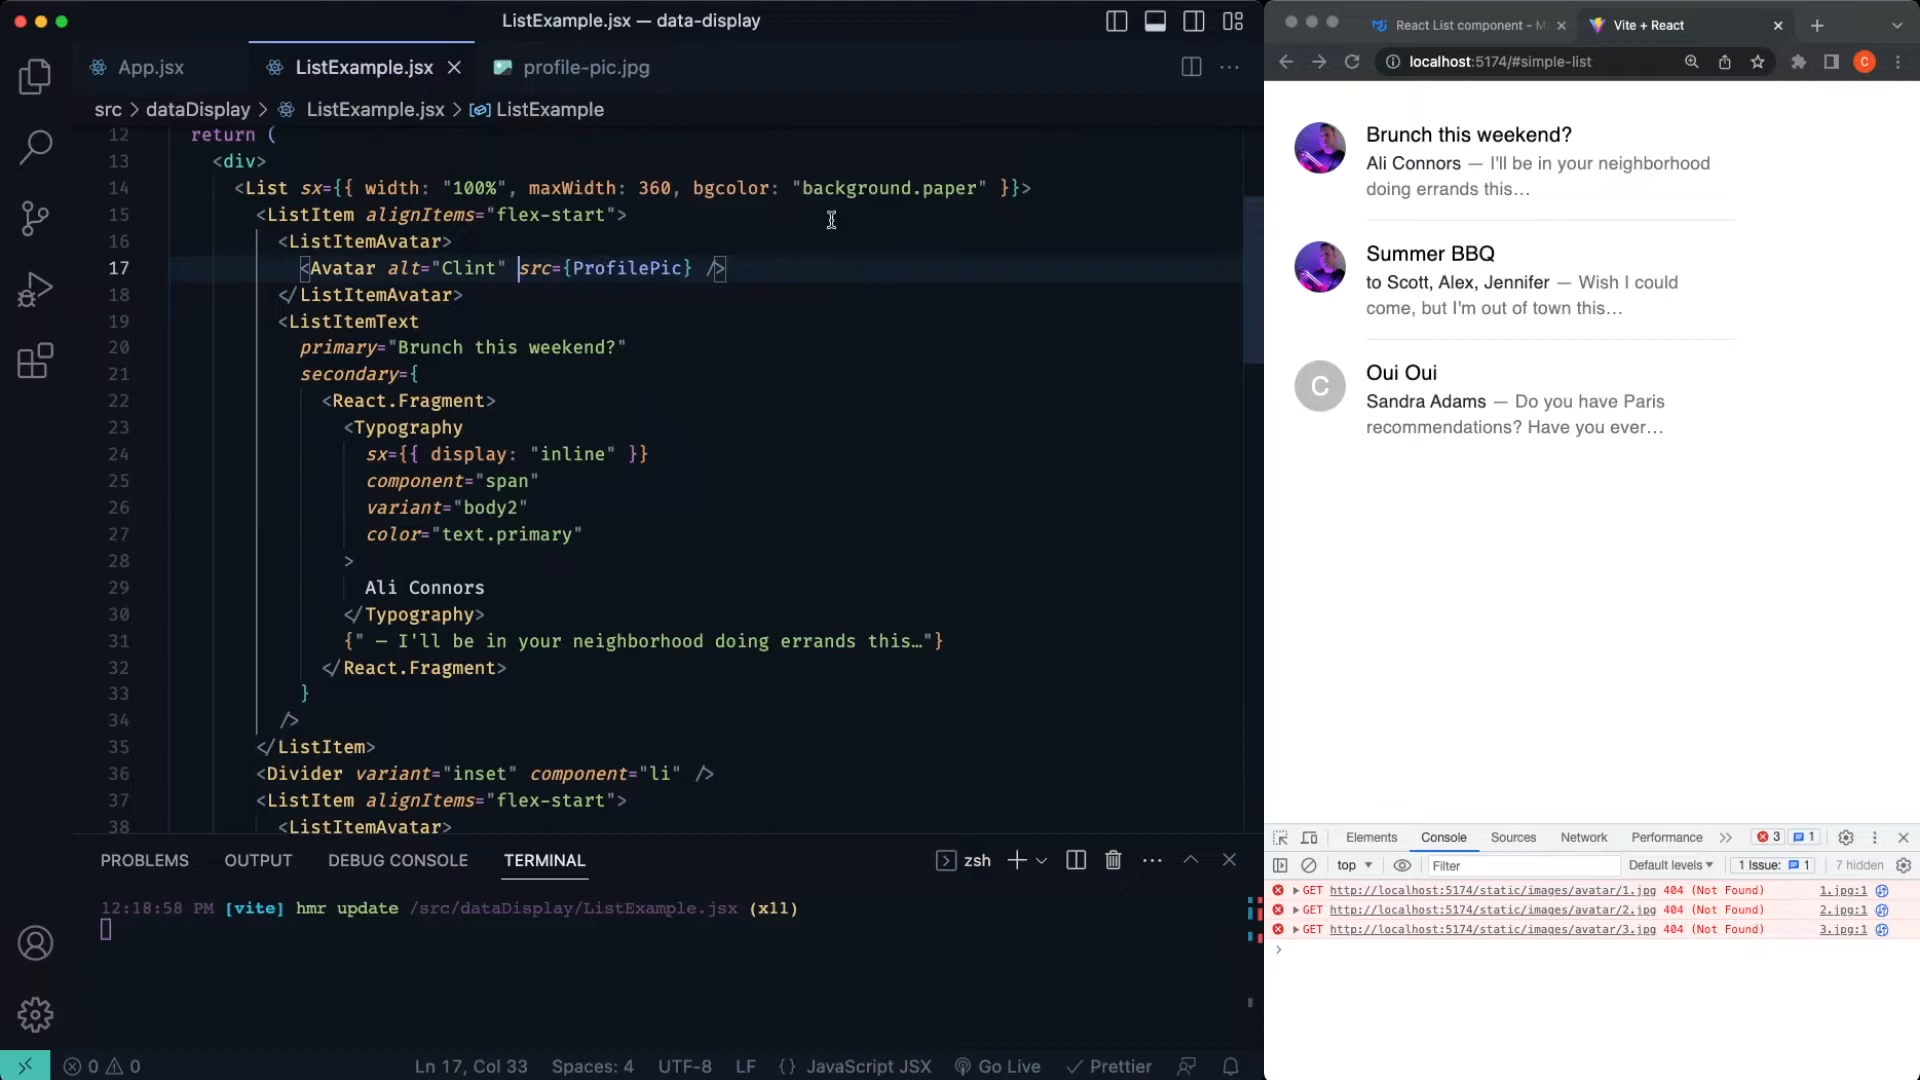 ListExample.jsx — data-display
App.jsx
ListExample.jsx
profile-pic.jpg
src > dataDisplay > ListExample.jsx > ListExample
12 return (
13 <div>
14 <List sx={{ width: "100%", maxWidth: 360, bgcolor: "background.paper" }}>
15 <ListItem alignItems="flex-start">
16 <ListItemAvatar>
17 <Avatar alt="Clint" src={ProfilePic} />
18 </ListItemAvatar>
19 <ListItemText
20 primary="Brunch this weekend?"
21 secondary={
22 <React.Fragment>
23 <Typography
24 sx={{ display: "inline" }}
25 component="span"
26 variant="body2"
27 color="text.primary"
28 >
29 Ali Connors
30 </Typography>
31 {" — I'll be in your neighborhood doing errands this…"}
32 </React.Fragment>
33 }
34 />
35 </ListItem>
36 <Divider variant="inset" component="li" />
37 <ListItem alignItems="flex-start">
38 <ListItemAvatar>
PROBLEMS OUTPUT DEBUG CONSOLE TERMINAL
zsh
12:18:58 PM [vite] hmr update /src/dataDisplay/ListExample.jsx (x11)
0 0
Ln 17, Col 33 Spaces: 4 UTF-8 LF {} JavaScript JSX Go Live Prettier
React List component - M
Vite + React
localhost:5174/#simple-list
C
Brunch this weekend?
Ali Connors — I'll be in your neighborhood
doing errands this…
Summer BBQ
to Scott, Alex, Jennifer — Wish I could
come, but I'm out of town this…
C
Oui Oui
Sandra Adams — Do you have Paris
recommendations? Have you ever…
Elements Console Sources Network Performance 3 1
top Filter Default levels 1 Issue: 1 7 hidden
GET http://localhost:5174/static/images/avatar/1.jpg 404 (Not Found) 1.jpg:1
GET http://localhost:5174/static/images/avatar/2.jpg 404 (Not Found) 2.jpg:1
GET http://localhost:5174/static/images/avatar/3.jpg 404 (Not Found) 3.jpg:1